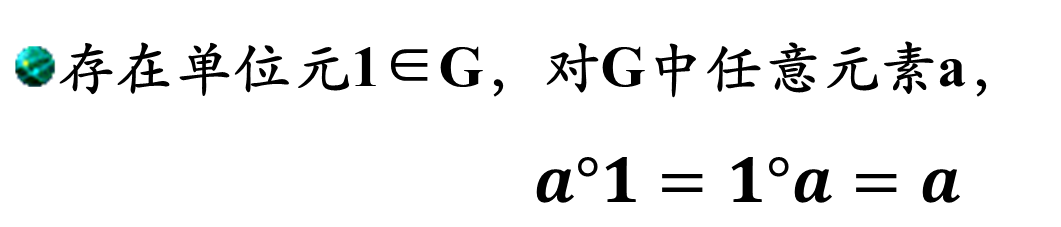 存在单位元1∈G，对G中任意元素a，
a°1 = 1°a = a